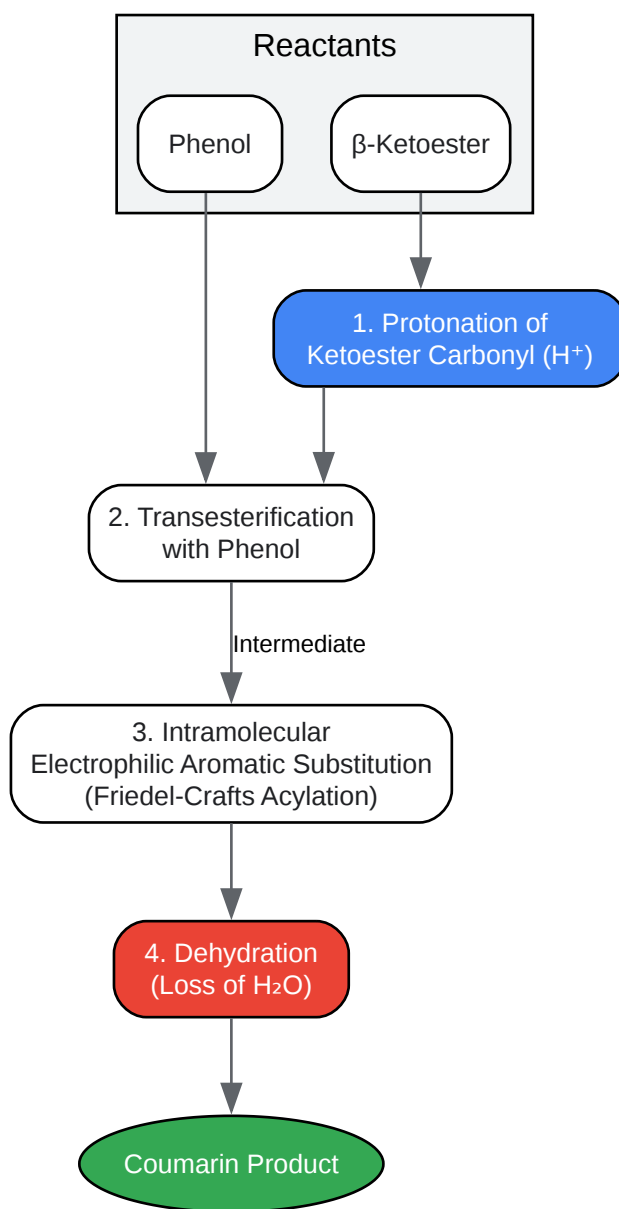 Reactants
Phenol
β-Ketoester
1. Protonation of
Ketoester Carbonyl (H⁺)
2. Transesterification
with Phenol
Intermediate
3. Intramolecular
Electrophilic Aromatic Substitution
(Friedel-Crafts Acylation)
4. Dehydration
(Loss of H₂O)
Coumarin Product